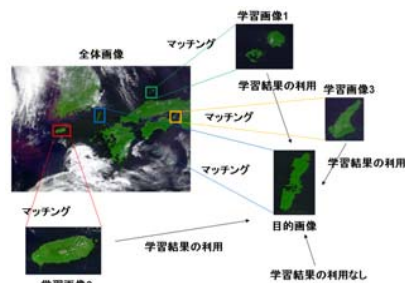 学習画像1
マッチング
全体画像
学習結果の利用
学習画像3
マッチング
マッチング
学習結果の利用
マッチング
目的画像
学習結果の利用
学習結果の利用なし